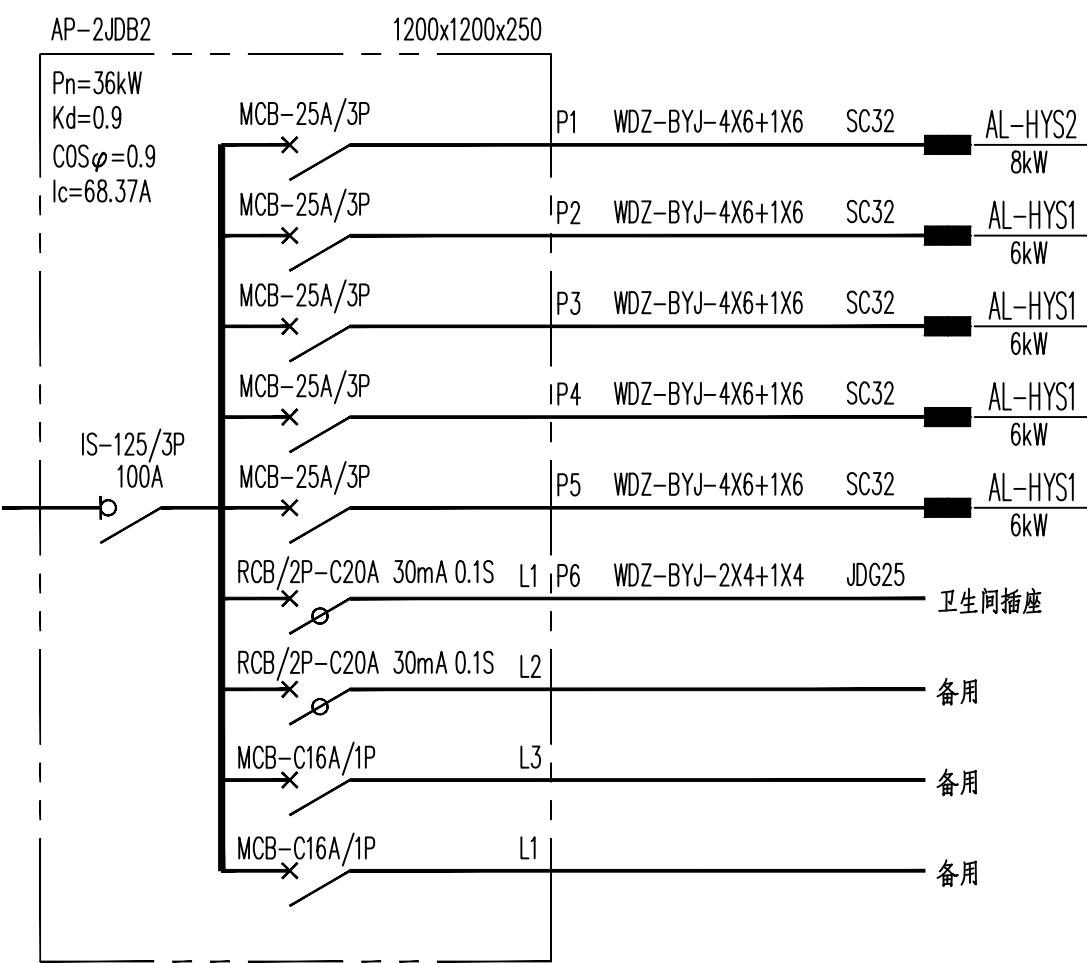 AP-2JDB2
1200x1200x250
Pn=36kW
Kd=0.9
COSφ=0.9
Ic=68.37A
MCB-25A/3P
P1 WDZ-BYJ-4X6+1X6 SC32
AL-HYS2
8kW
MCB-25A/3P
P2 WDZ-BYJ-4X6+1X6 SC32
AL-HYS1
6kW
MCB-25A/3P
P3 WDZ-BYJ-4X6+1X6 SC32
AL-HYS1
6kW
MCB-25A/3P
P4 WDZ-BYJ-4X6+1X6 SC32
AL-HYS1
6kW
IS-125/3P
100A
MCB-25A/3P
P5 WDZ-BYJ-4X6+1X6 SC32
AL-HYS1
6kW
RCB/2P-C20A 30mA 0.1S L1 P6 WDZ-BYJ-2X4+1X4 JDG25
卫生间插座
RCB/2P-C20A 30mA 0.1S L2
备用
MCB-C16A/1P L3
备用
MCB-C16A/1P L1
备用